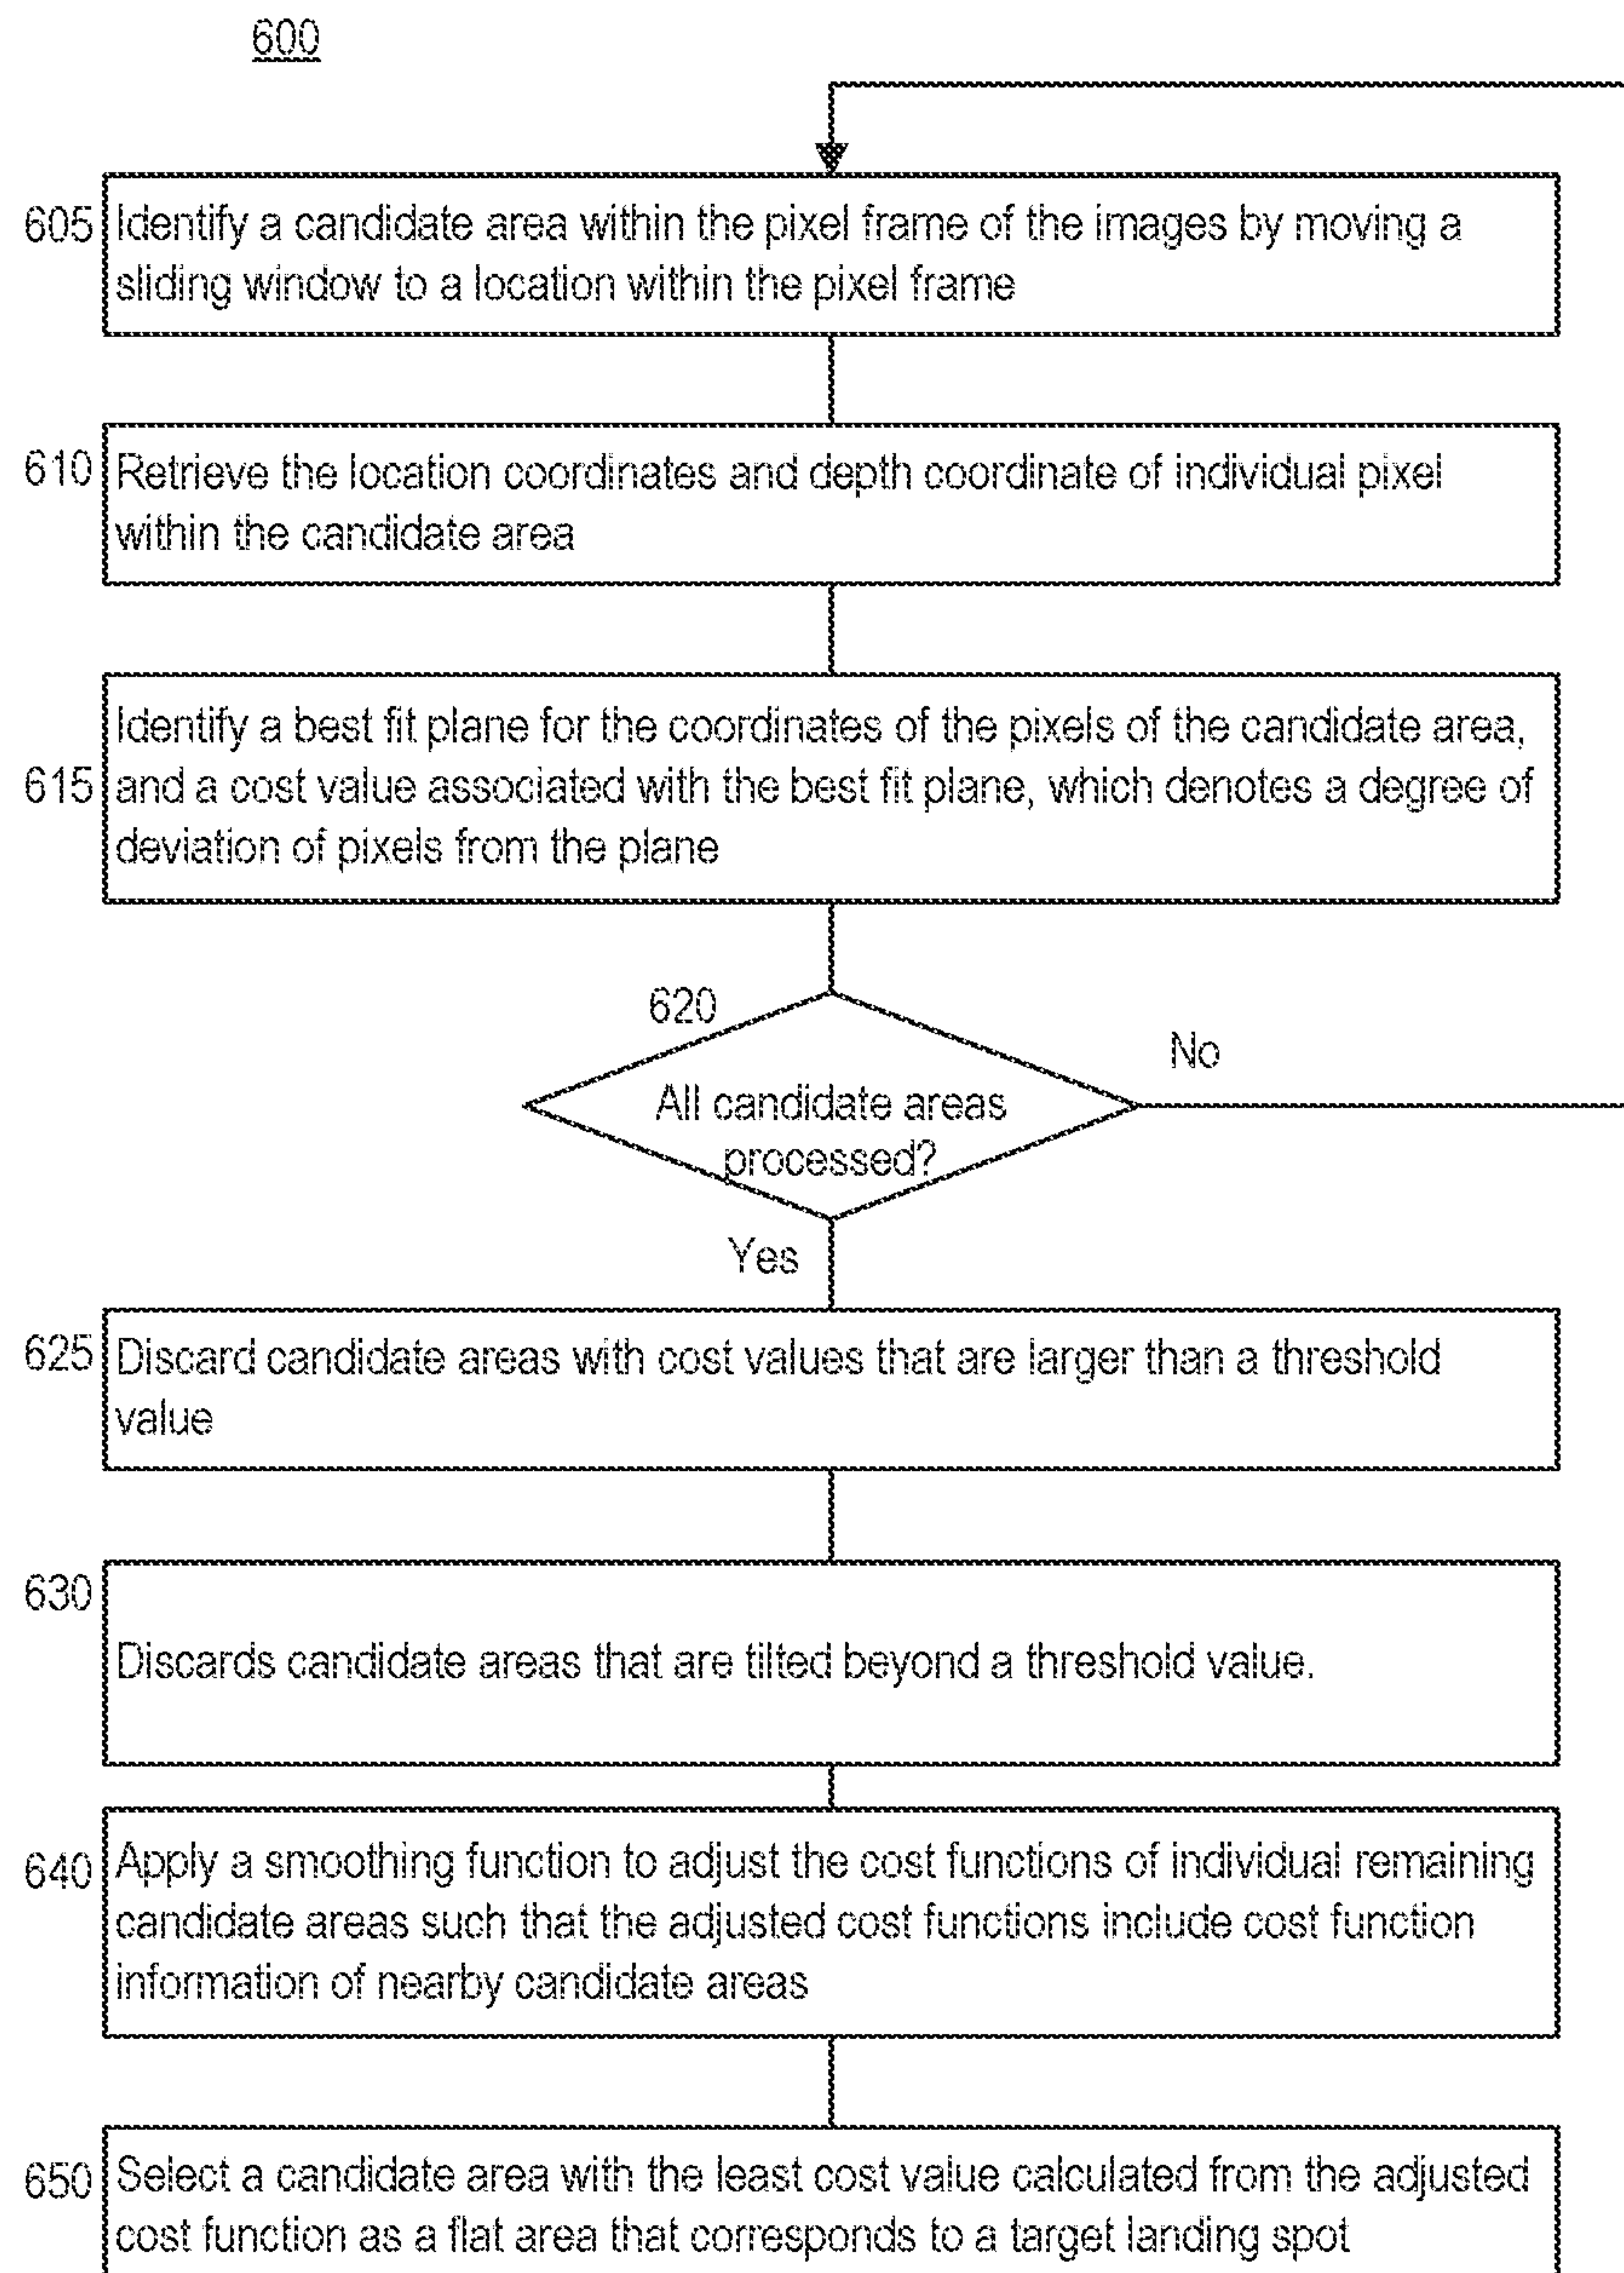 600
605
Identify a candidate area within the pixel frame of the images by moving a
sliding window to a location within the pixel frame
610
Retrieve the location coordinates and depth coordinate of individual pixel
within the candidate area
615
Identify a best fit plane for the coordinates of the pixels of the candidate area,
and a cost value associated with the best fit plane, which denotes a degree of
deviation of pixels from the plane
620
All candidate areas
processed?
No
Yes
625
Discard candidate areas with cost values that are larger than a threshold
value
630
Discards candidate areas that are tilted beyond a threshold value.
640
Apply a smoothing function to adjust the cost functions of individual remaining
candidate areas such that the adjusted cost functions include cost function
information of nearby candidate areas
650
Select a candidate area with the least cost value calculated from the adjusted
cost function as a flat area that corresponds to a target landing spot